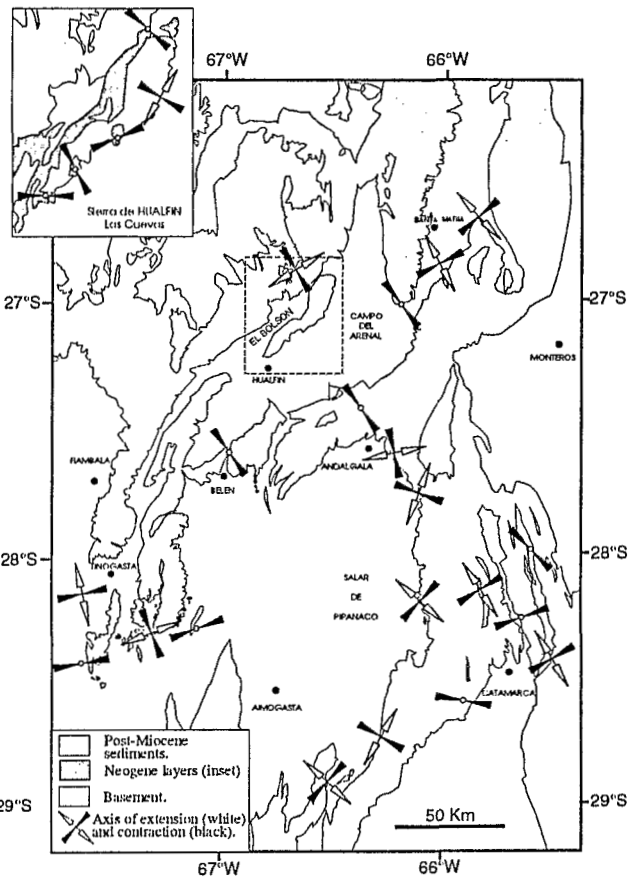 67°W
66°W
Sierra de HUALFIN
Las Cuevas
SANTA MARIA
27°S
27°S
EL BOLSON
CAMPO
DEL
ARENAL
MONTEROS
HUALFIN
FIAMBALA
ANDALGALA
BELEN
28°S
28°S
TINOGASTA
SALAR
DE
PIPANACO
CATAMARCA
AIMOGASTA
Post-Miocene
sediments.
Neogene layers (inset)
Basement.
Axis of extension (white)
and contraction (black).
50 Km
29°S
29°S
67°W
66°W